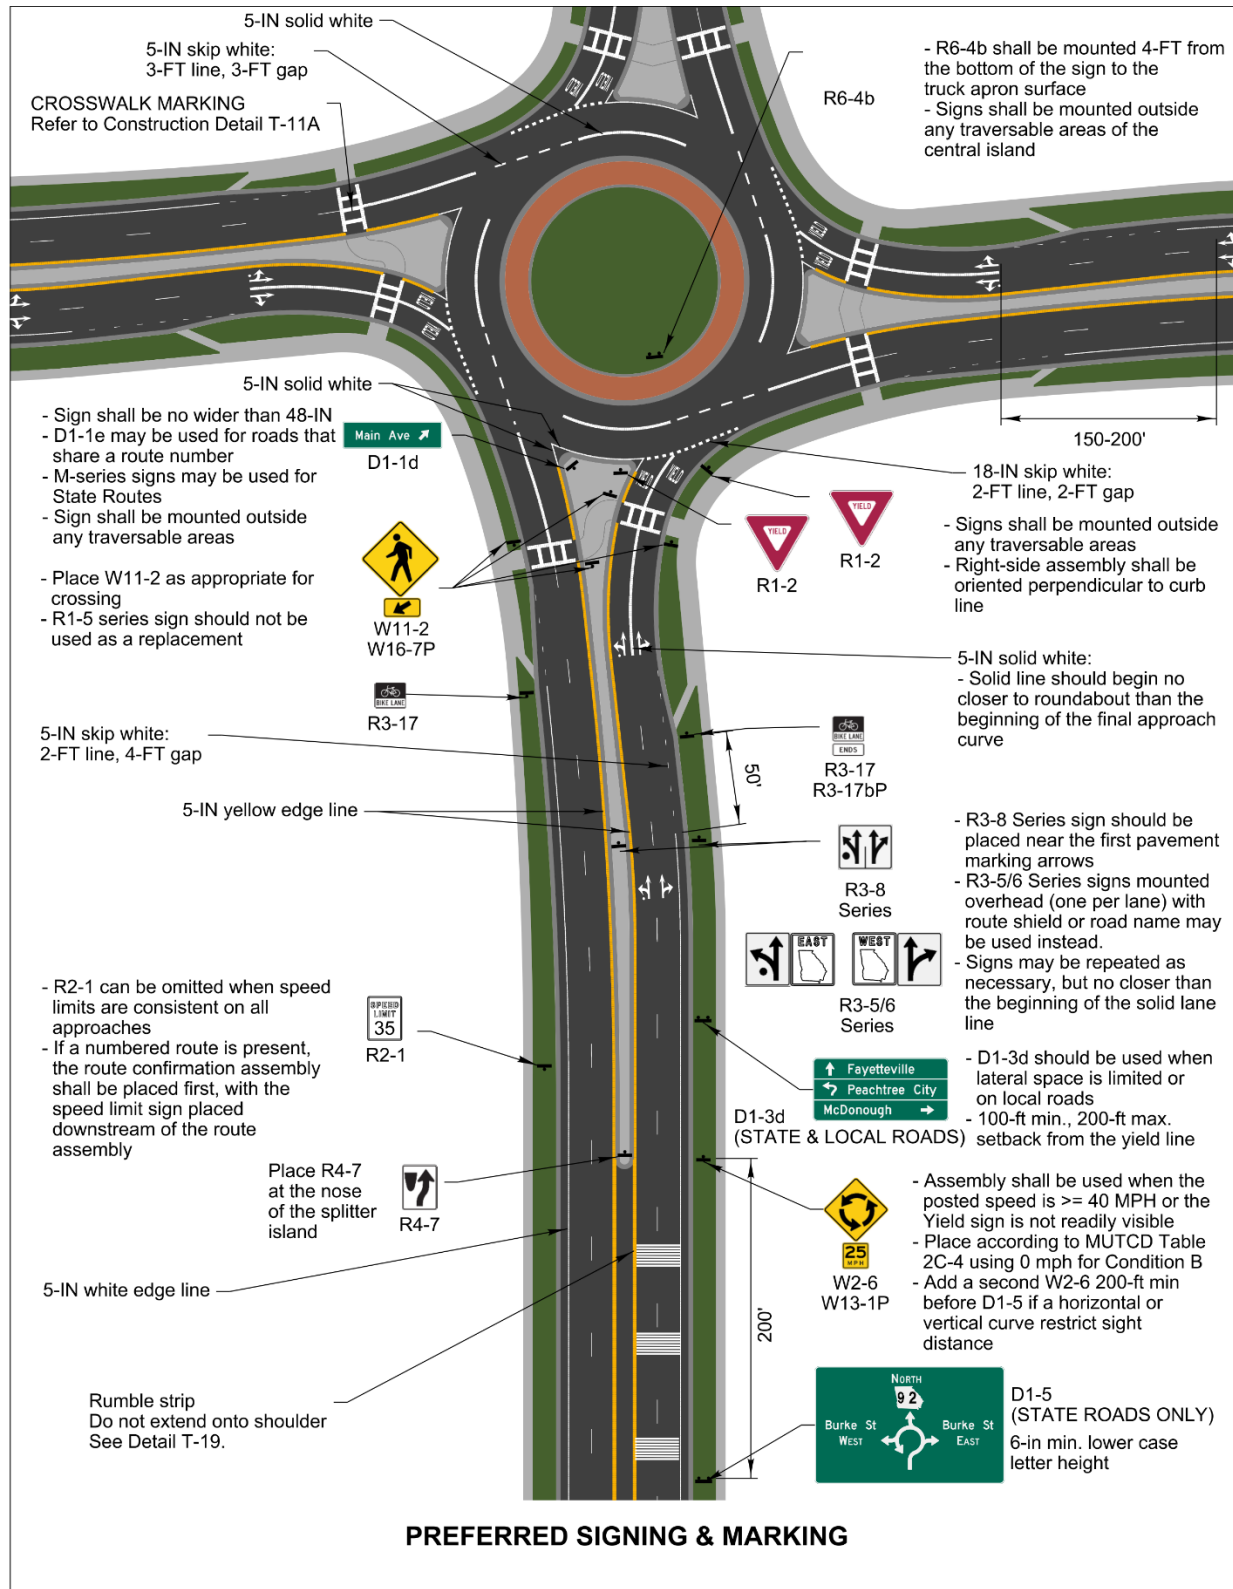 5-IN solid white
5-IN skip white:
3-FT line, 3-FT gap
CROSSWALK MARKING
Refer to Construction Detail T-11A
R6-4b
- R6-4b shall be mounted 4-FT from
the bottom of the sign to the
truck apron surface
- Signs shall be mounted outside
any traversable areas of the
central island
5-IN solid white
- Sign shall be no wider than 48-IN
- D1-1e may be used for roads that
share a route number
- M-series signs may be used for
State Routes
- Sign shall be mounted outside
any traversable areas
Main Ave
D1-1d
150-200'
18-IN skip white:
2-FT line, 2-FT gap
YIELD
R1-2
YIELD
R1-2
- Signs shall be mounted outside
any traversable areas
- Right-side assembly shall be
oriented perpendicular to curb
line
- Place W11-2 as appropriate for
crossing
- R1-5 series sign should not be
used as a replacement
W11-2
W16-7P
5-IN solid white:
- Solid line should begin no
closer to roundabout than the
beginning of the final approach
curve
BIKE LANE
R3-17
5-IN skip white:
2-FT line, 4-FT gap
BIKE LANE
ENDS
R3-17
R3-17bP
50'
5-IN yellow edge line
R3-8
Series
- R3-8 Series sign should be
placed near the first pavement
marking arrows
- R3-5/6 Series signs mounted
overhead (one per lane) with
route shield or road name may
be used instead.
- Signs may be repeated as
necessary, but no closer than
the beginning of the solid lane
line
EAST
WEST
R3-5/6
Series
- R2-1 can be omitted when speed
limits are consistent on all
approaches
- If a numbered route is present,
the route confirmation assembly
shall be placed first, with the
speed limit sign placed
downstream of the route
assembly
SPEED
LIMIT
35
R2-1
Fayetteville
Peachtree City
McDonough
D1-3d
(STATE & LOCAL ROADS)
- D1-3d should be used when
lateral space is limited or
on local roads
- 100-ft min., 200-ft max.
setback from the yield line
Place R4-7
at the nose
of the splitter
island
R4-7
25
MPH
W2-6
W13-1P
- Assembly shall be used when the
posted speed is >= 40 MPH or the
Yield sign is not readily visible
- Place according to MUTCD Table
2C-4 using 0 mph for Condition B
- Add a second W2-6 200-ft min
before D1-5 if a horizontal or
vertical curve restrict sight
distance
5-IN white edge line
200'
Rumble strip
Do not extend onto shoulder
See Detail T-19.
NORTH
92
Burke St
WEST
Burke St
EAST
D1-5
(STATE ROADS ONLY)
6-in min. lower case
letter height
PREFERRED SIGNING & MARKING